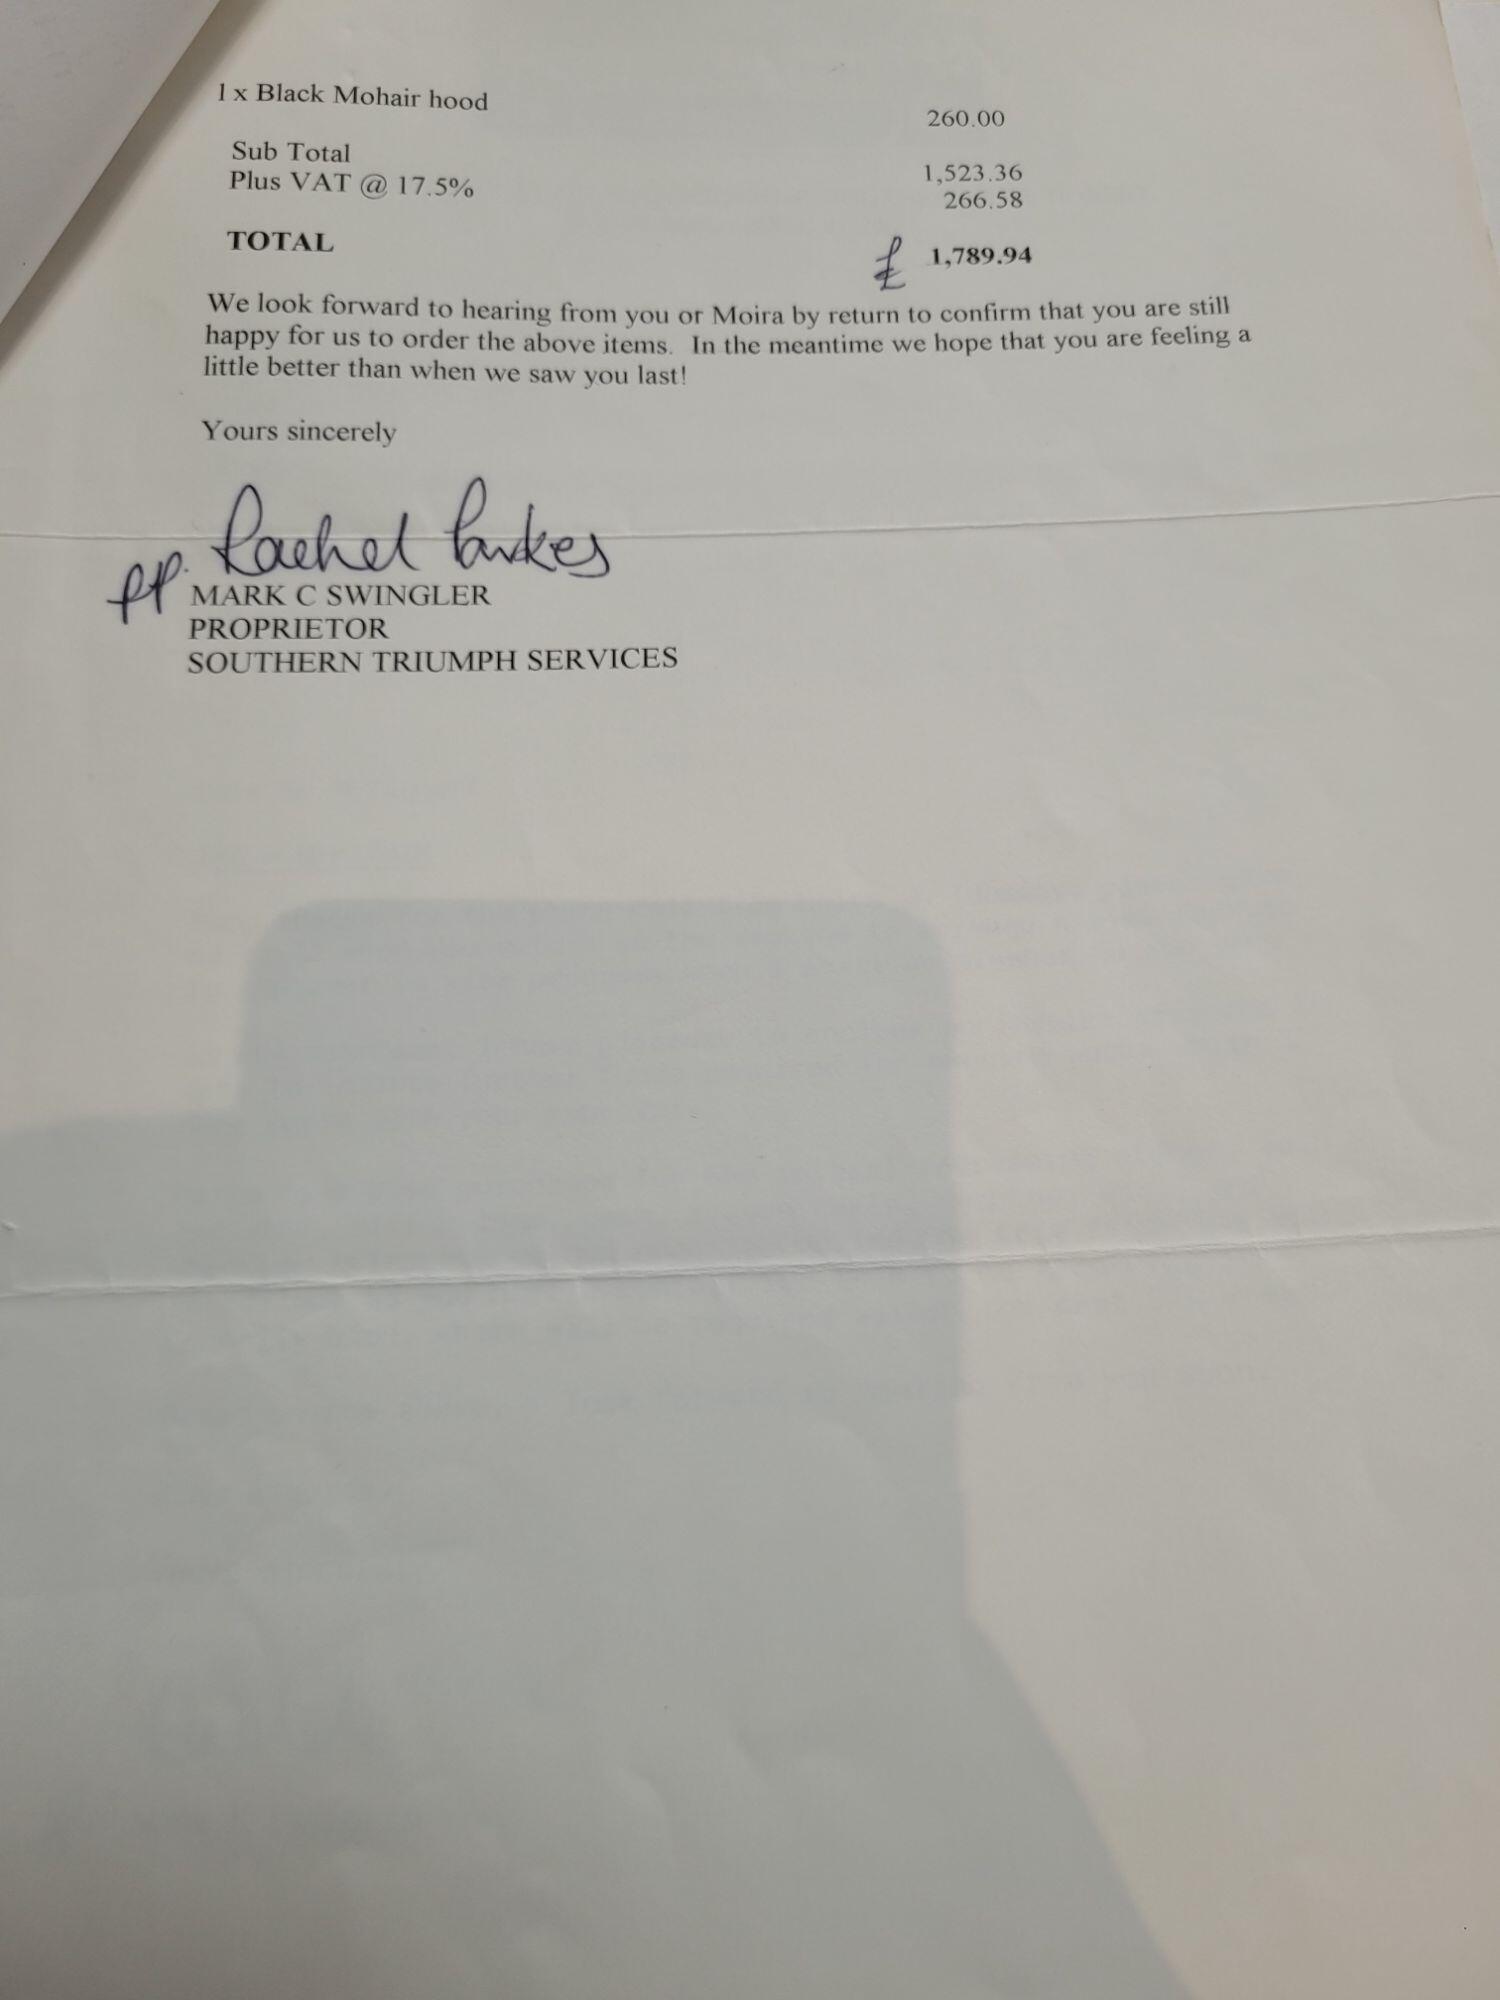 1 x Black Mohair hood 260.00
Sub Total 1,523.36
Plus VAT @ 17.5% 266.58
TOTAL £ 1,789.94
We look forward to hearing from you or Moira by return to confirm that you are still
happy for us to order the above items. In the meantime we hope that you are feeling a
little better than when we saw you last!
Yours sincerely
pp. Rachel Parkes
MARK C SWINGLER
PROPRIETOR
SOUTHERN TRIUMPH SERVICES